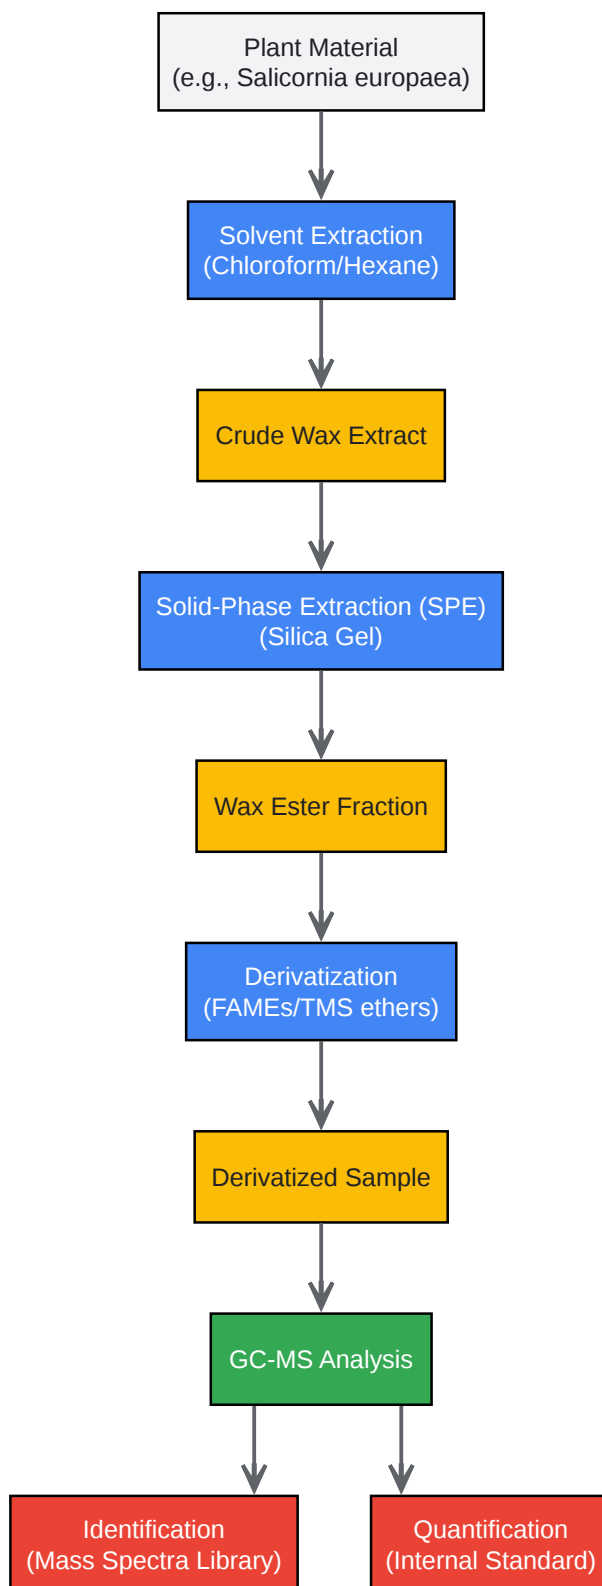 Plant Material
(e.g., Salicornia europaea)
Solvent Extraction
(Chloroform/Hexane)
Crude Wax Extract
Solid-Phase Extraction (SPE)
(Silica Gel)
Wax Ester Fraction
Derivatization
(FAMEs/TMS ethers)
Derivatized Sample
GC-MS Analysis
Identification
(Mass Spectra Library)
Quantification
(Internal Standard)